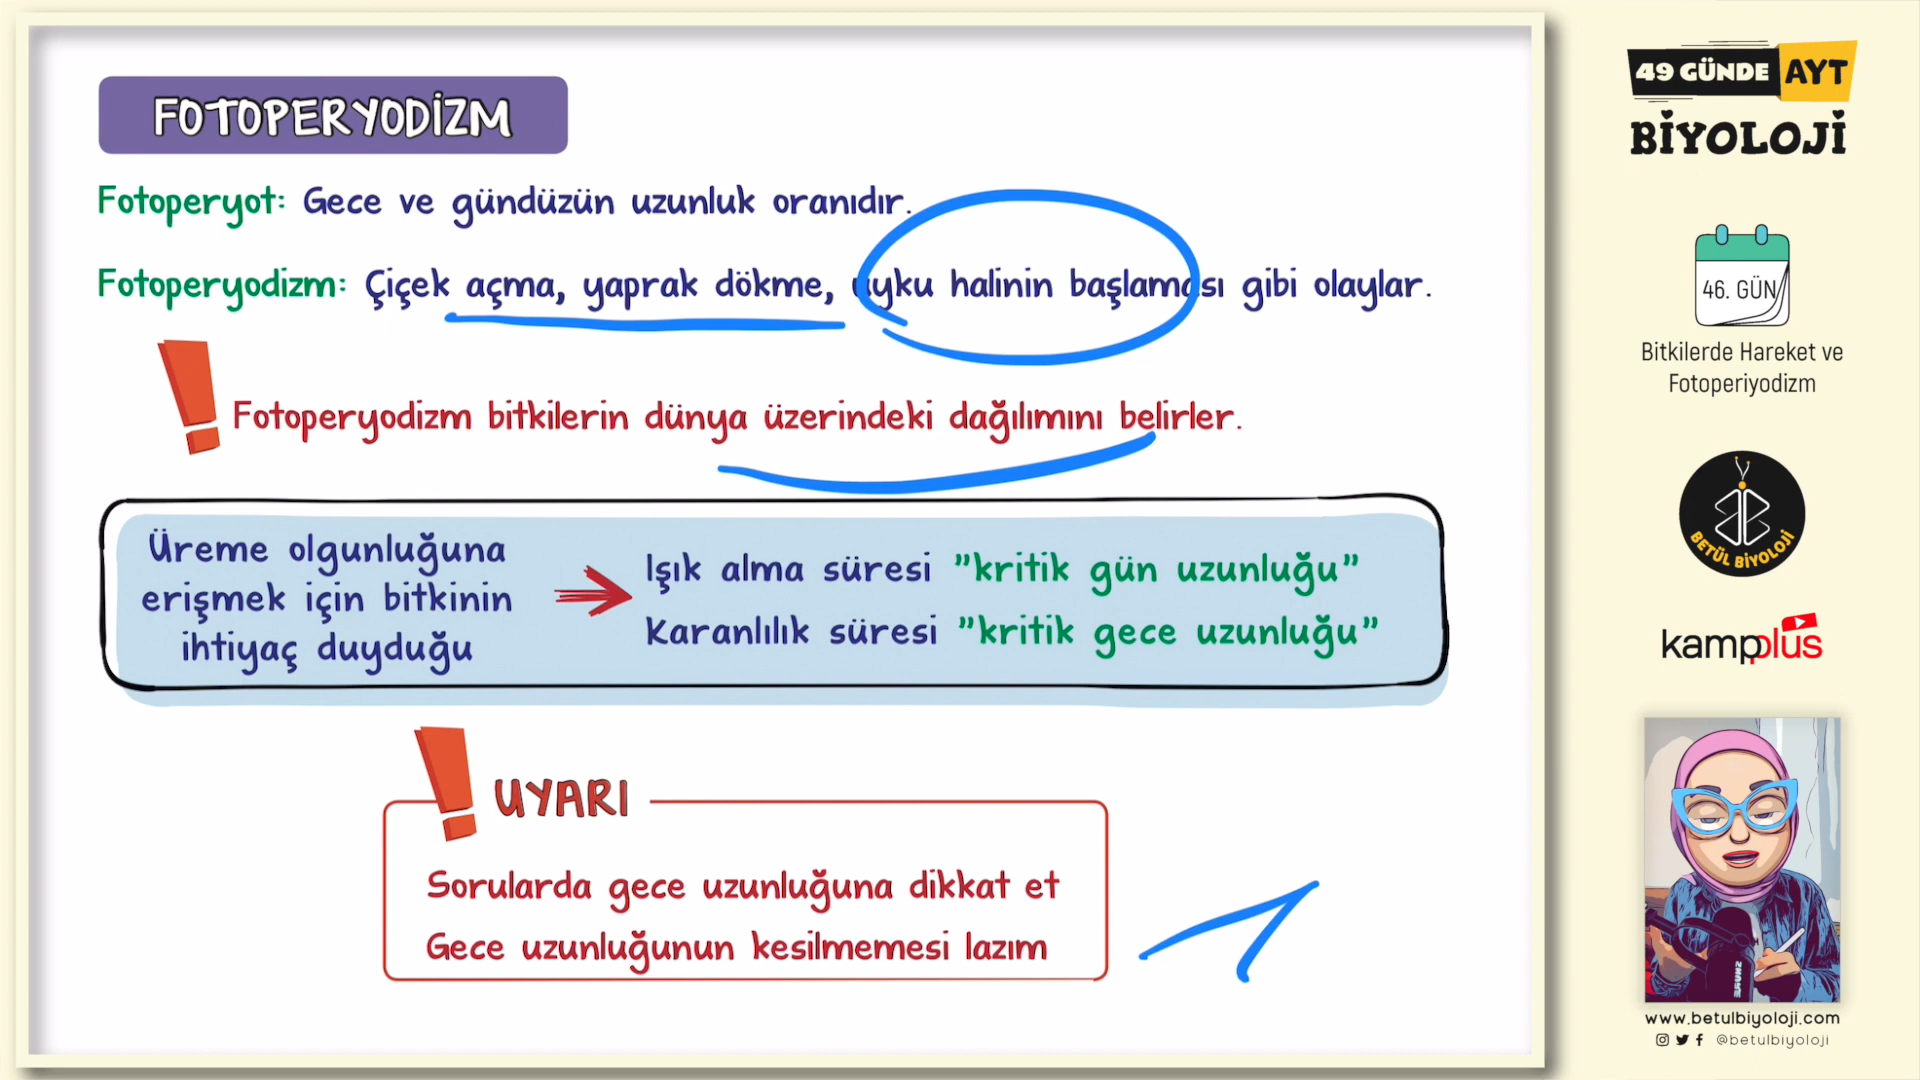 FOTOPERYODİZM
Fotoperyot: Gece ve gündüzün uzunluk oranıdır.
Fotoperyodizm: Çiçek açma, yaprak dökme, uyku halinin başlaması gibi olaylar.
Fotoperyodizm bitkilerin dünya üzerindeki dağılımını belirler.
Üreme olgunluğuna
erişmek için bitkinin
ihtiyaç duyduğu
Işık alma süresi "kritik gün uzunluğu"
Karanlılık süresi "kritik gece uzunluğu"
UYARI
Sorularda gece uzunluğuna dikkat et
Gece uzunluğunun kesilmemesi lazım
49 GÜNDE AYT
BİYOLOJİ
46. GÜN
Bitkilerde Hareket ve
Fotoperiyodizm
BETÜL BİYOLOJİ
kampplus
SHURE
www.betulbiyoloji.com
@betulbiyoloji